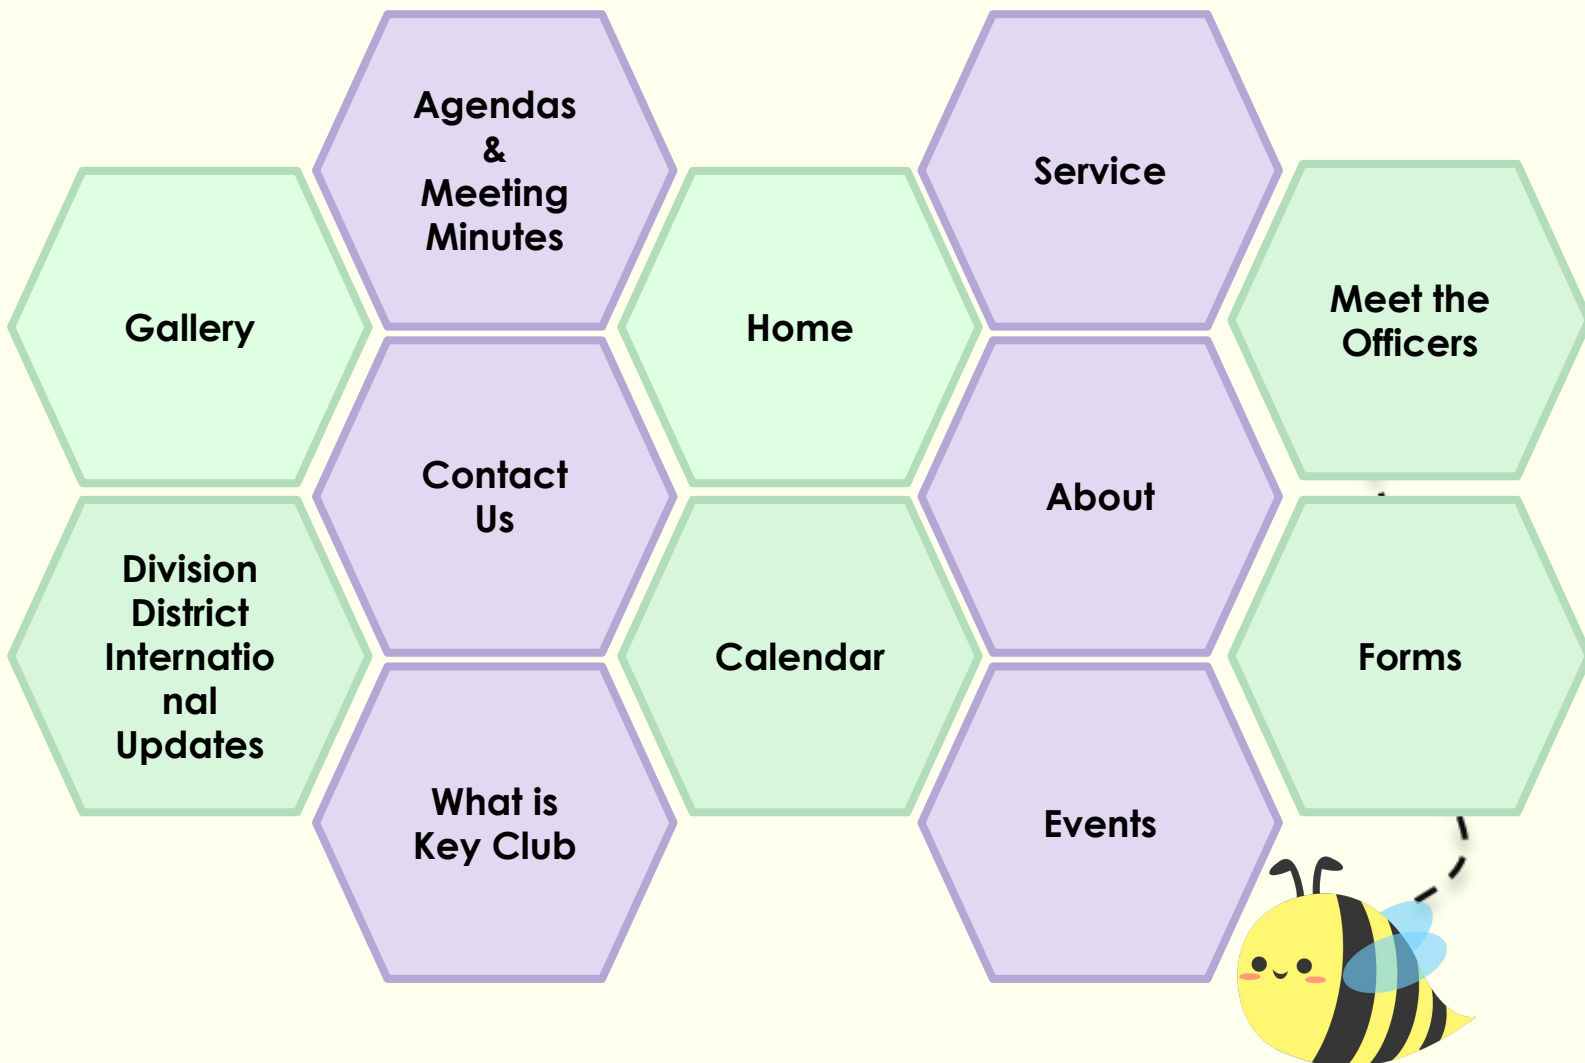 Agendas
&
Meeting
Minutes
Service
Gallery
Home
Meet the
Officers
Contact
Us
About
Division
District
Internatio
nal
Updates
Calendar
Forms
What is
Key Club
Events